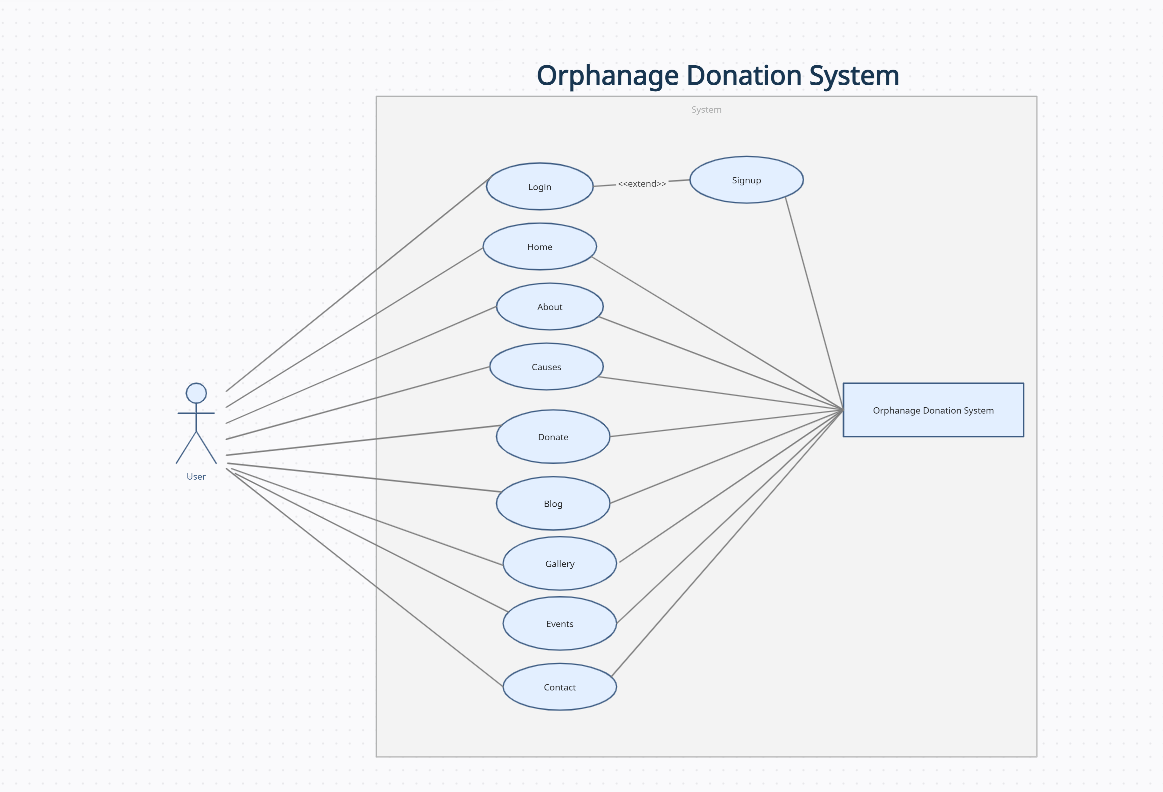 Orphanage Donation System
System
Login
<<extend>>
Signup
Home
About
Causes
Donate
Orphanage Donation System
User
Blog
Gallery
Events
Contact